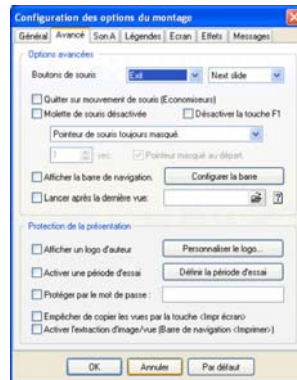 Configuration des options du montage
Général Avancé Son A Légendes Ecran Effets Messages
Options avancées
Boutons de souris Exit Next slide
Quitter sur mouvement de souris (Economiseurs)
Molette de souris désactivée Désactiver la touche F1
Pointeur de souris toujours masqué
1 sec Pointeur masqué au départ
Afficher la barre de navigation. Configurer la barre
Lancer après la dernière vue:
Protection de la présentation
Afficher un logo d'auteur Personnaliser le logo...
Activer une période d'essai Définir la période d'essai
Protéger par le mot de passe :
Empêcher de copier les vues par la touche <Impr écran>
Activer l'extraction d'image/vue (Barre de navigation <Imprimer>)
OK Annuler Par défaut